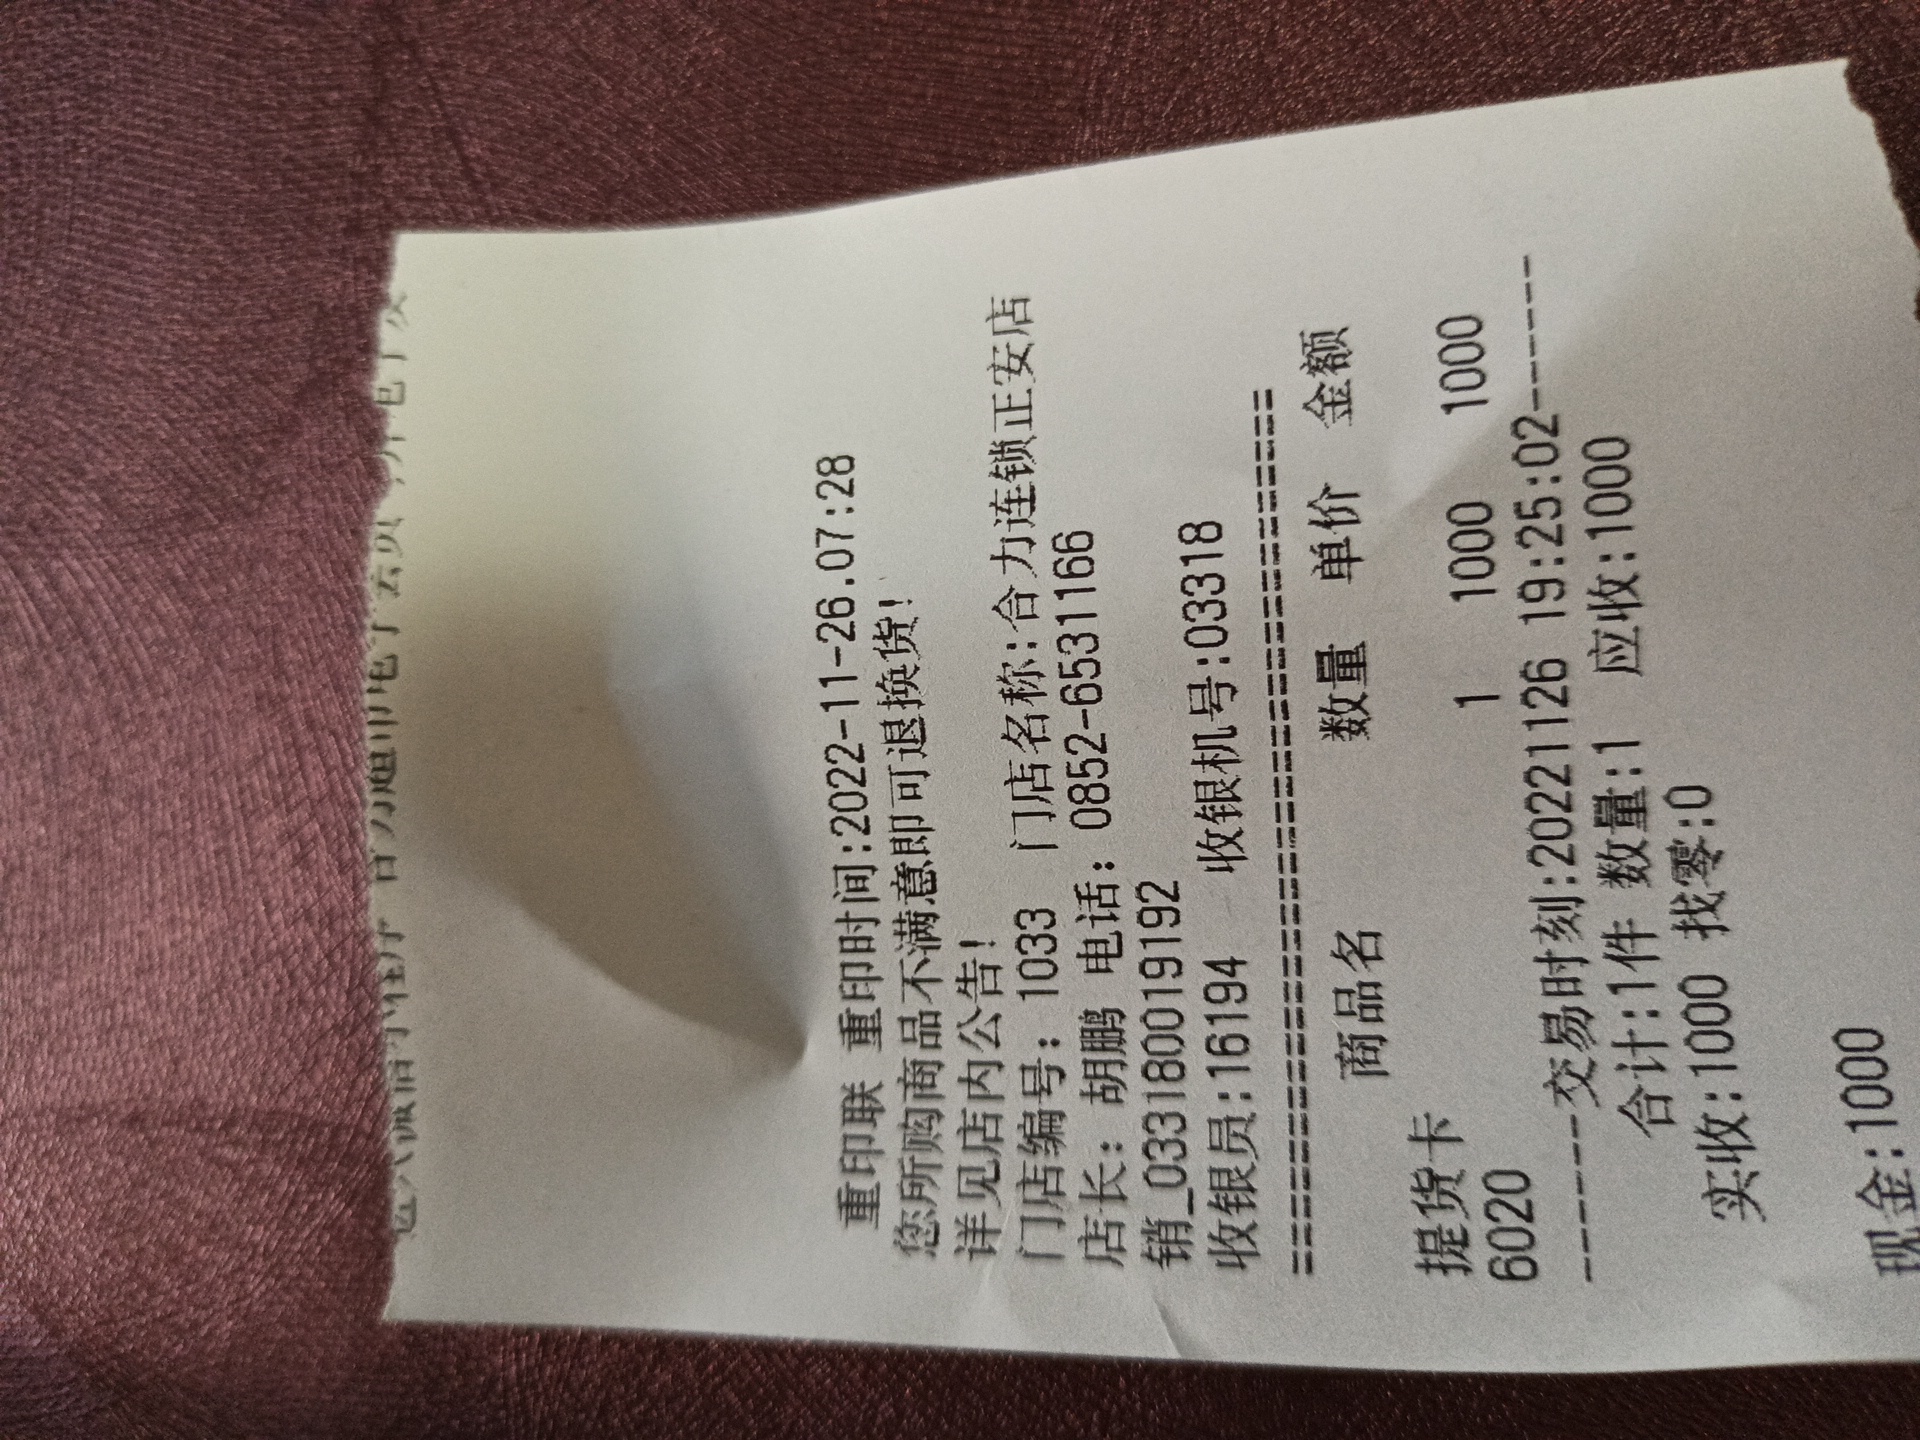 重印联 重印时间:2022-11-26.07:28
您所购商品不满意即可退换货!
详见店内公告!
门店编号: 1033 门店名称:合力连锁正安店
店长: 胡鹏 电话: 0852-6531166
销_033180019192
收银员:16194 收银机号:03318
==========================================
商品名 数量 单价 金额
提货卡
6020 1 1000 1000
-------交易时刻:20221126 19:25:02-------
合计:1件 数量:1 应收:1000
实收:1000 找零:0
现金:1000